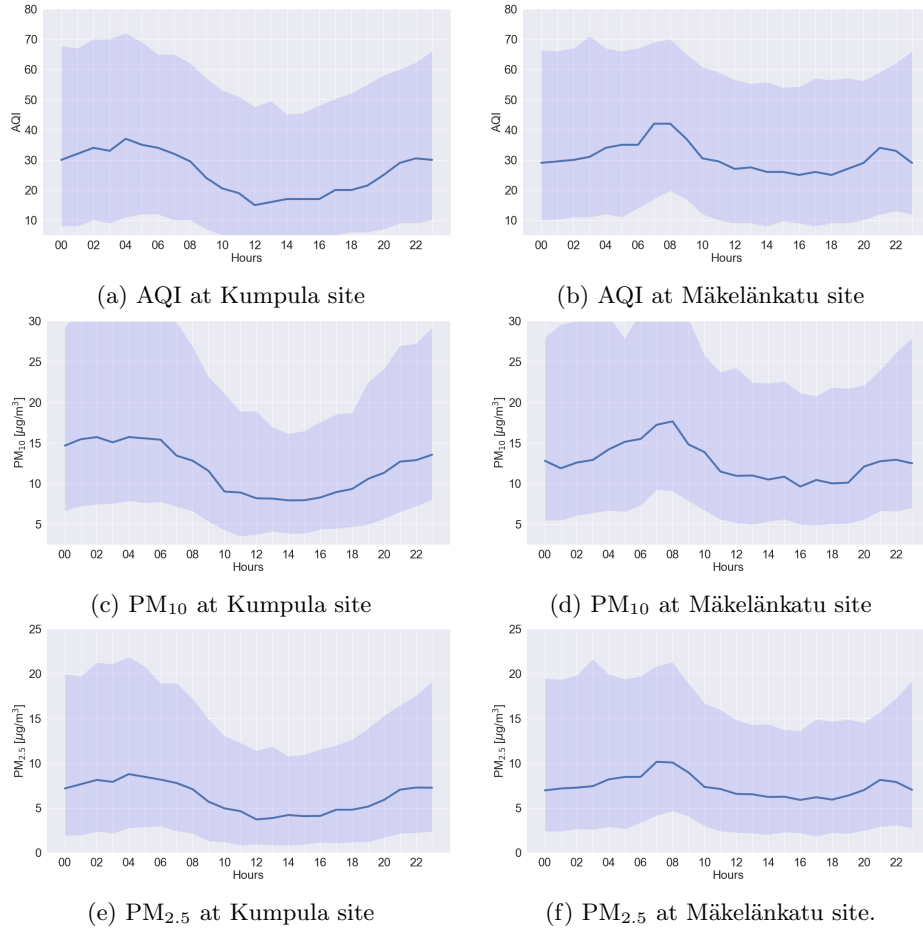 80
70
60
50
40
30
20
10
AQI
00 02 04 06 08 10 12 14 16 18 20 22
Hours
(a) AQI at Kumpula site
80
70
60
50
40
30
20
10
AQI
00 02 04 06 08 10 12 14 16 18 20 22
Hours
(b) AQI at Mäkelänkatu site
30
25
20
15
10
5
PM₁₀ [µg/m³]
00 02 04 06 08 10 12 14 16 18 20 22
Hours
(c) PM₁₀ at Kumpula site
30
25
20
15
10
5
PM₁₀ [µg/m³]
00 02 04 06 08 10 12 14 16 18 20 22
Hours
(d) PM₁₀ at Mäkelänkatu site
25
20
15
10
5
0
PM₂.₅ [µg/m³]
00 02 04 06 08 10 12 14 16 18 20 22
Hours
(e) PM₂.₅ at Kumpula site
25
20
15
10
5
0
PM₂.₅ [µg/m³]
00 02 04 06 08 10 12 14 16 18 20 22
Hours
(f) PM₂.₅ at Mäkelänkatu site.